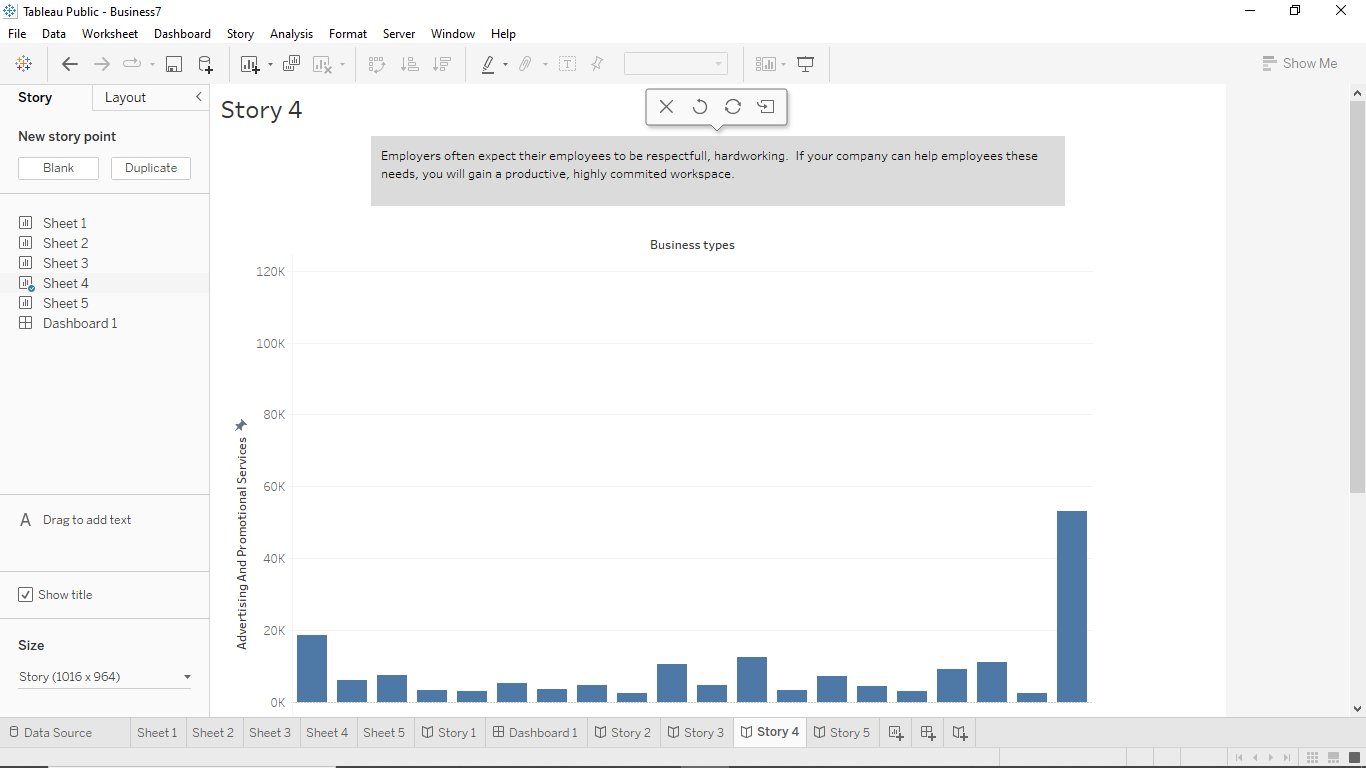 Tableau Public - Business7
File Data Worksheet Dashboard Story Analysis Format Server Window Help
Show Me
Story Layout
New story point
Blank Duplicate
Sheet 1
Sheet 2
Sheet 3
Sheet 4
Sheet 5
Dashboard 1
A Drag to add text
Show title
Size
Story (1016 x 964)
Story 4
Employers often expect their employees to be respectfull, hardworking.  If your company can help employees these
needs, you will gain a productive, highly commited workspace.
Business types
120K
100K
80K
60K
40K
20K
0K
Advertising And Promotional Services
Data Source Sheet 1 Sheet 2 Sheet 3 Sheet 4 Sheet 5 Story 1 Dashboard 1 Story 2 Story 3 Story 4 Story 5